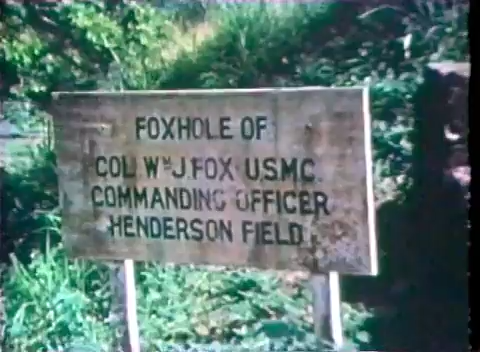 FOXHOLE OF
COL. Wᴹ J. FOX U.S.M.C.
COMMANDING OFFICER
HENDERSON FIELD